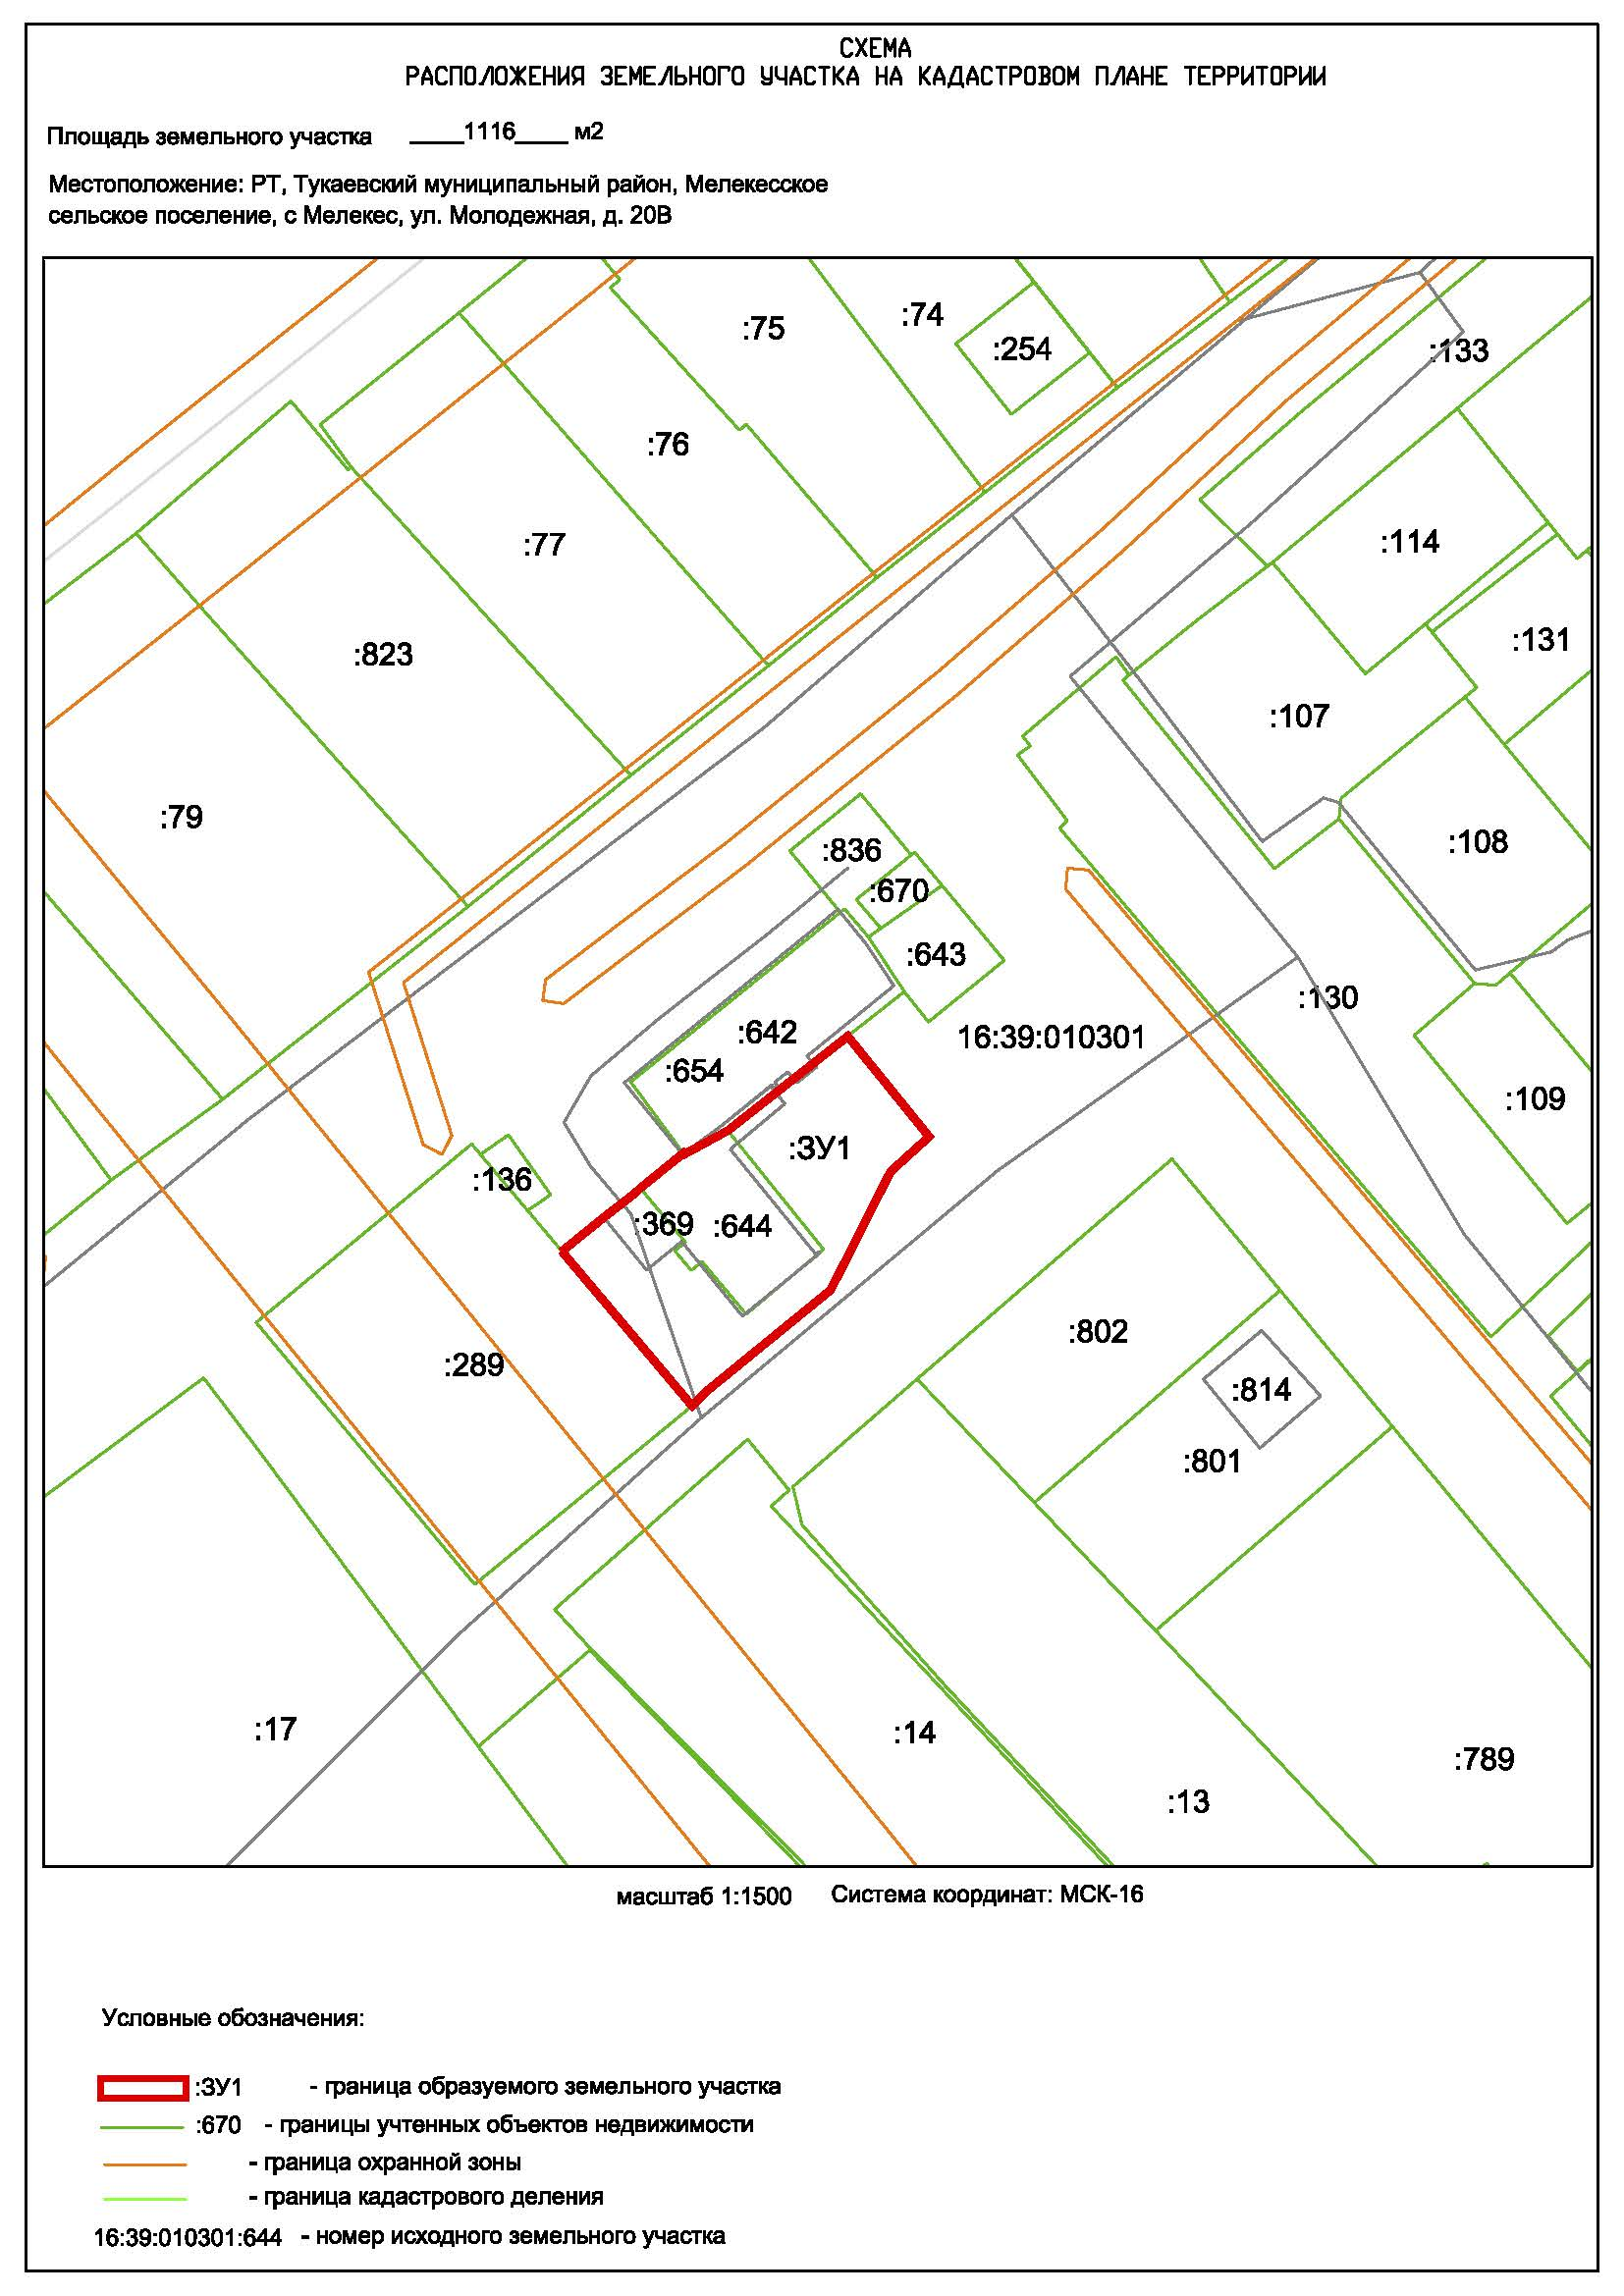 СХЕМА
РАСПОЛОЖЕНИЯ ЗЕМЕЛЬНОГО УЧАСТКА НА КАДАСТРОВОМ ПЛАНЕ ТЕРРИТОРИИ
Площадь земельного участка ____1116____ м2
Местоположение: РТ, Тукаевский муниципальный район, Мелекесское
сельское поселение, с Мелекес, ул. Молодежная, д. 20В
:74
:75
:254
:133
:76
:114
:77
:131
:823
:107
:79
:108
:836
:670
:643
:130
:642
16:39:010301
:654
:109
:ЗУ1
:136
:369
:644
:802
:289
:814
:801
:17
:14
:789
:13
масштаб 1:1500
Система координат: МСК-16
Условные обозначения:
:ЗУ1 - граница образуемого земельного участка
:670 - границы учтенных объектов недвижимости
- граница охранной зоны
- граница кадастрового деления
16:39:010301:644 - номер исходного земельного участка